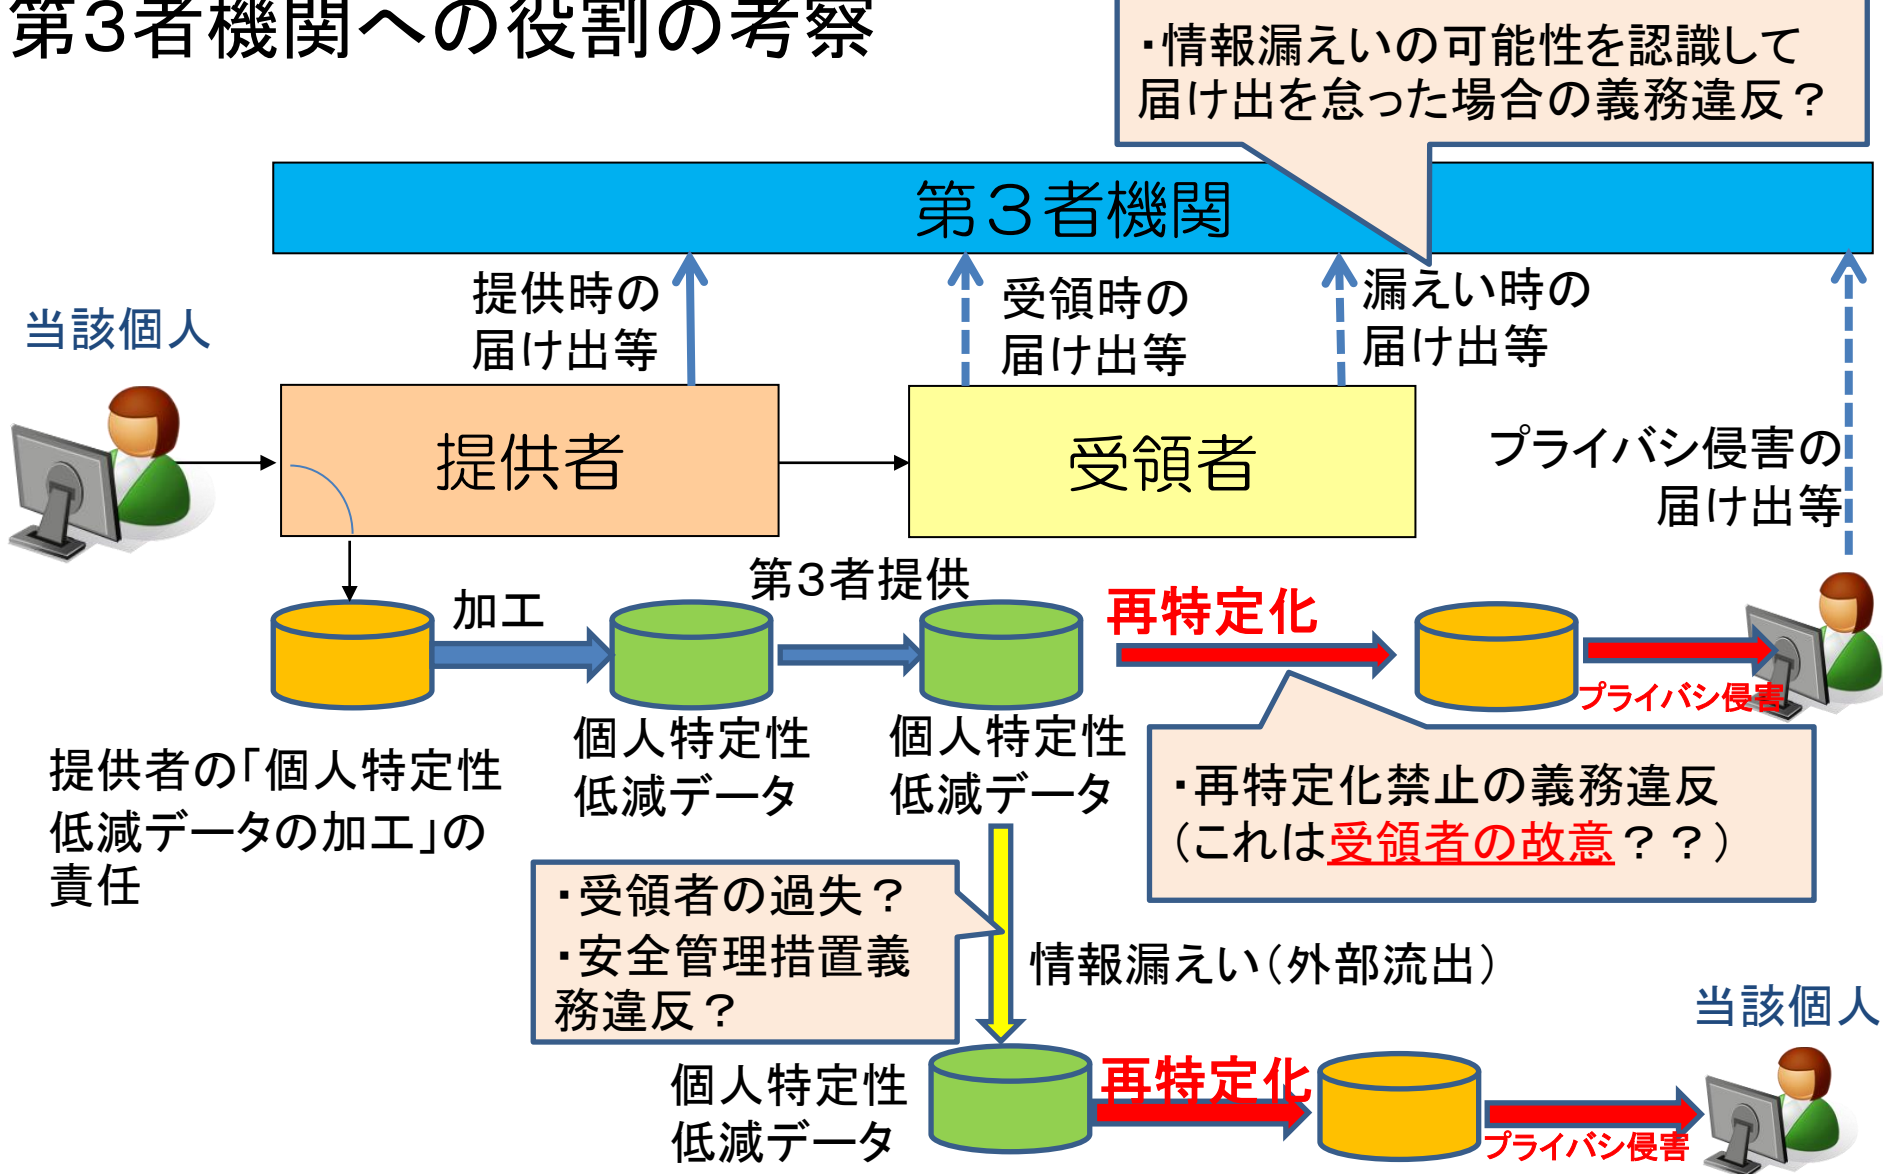 第３者機関への役割の考察
・情報漏えいの可能性を認識して
届け出を怠った場合の義務違反？
第３者機関
提供時の
届け出等
受領時の
届け出等
漏えい時の
届け出等
当該個人
提供者
受領者
プライバシ侵害の
届け出等
第３者提供
加工
再特定化
プライバシ侵害
個人特定性
低減データ
個人特定性
低減データ
提供者の「個人特定性
低減データの加工」の
責任
・再特定化禁止の義務違反
（これは受領者の故意？？）
・受領者の過失？
・安全管理措置義
務違反？
情報漏えい（外部流出）
当該個人
個人特定性
低減データ
再特定化
プライバシ侵害